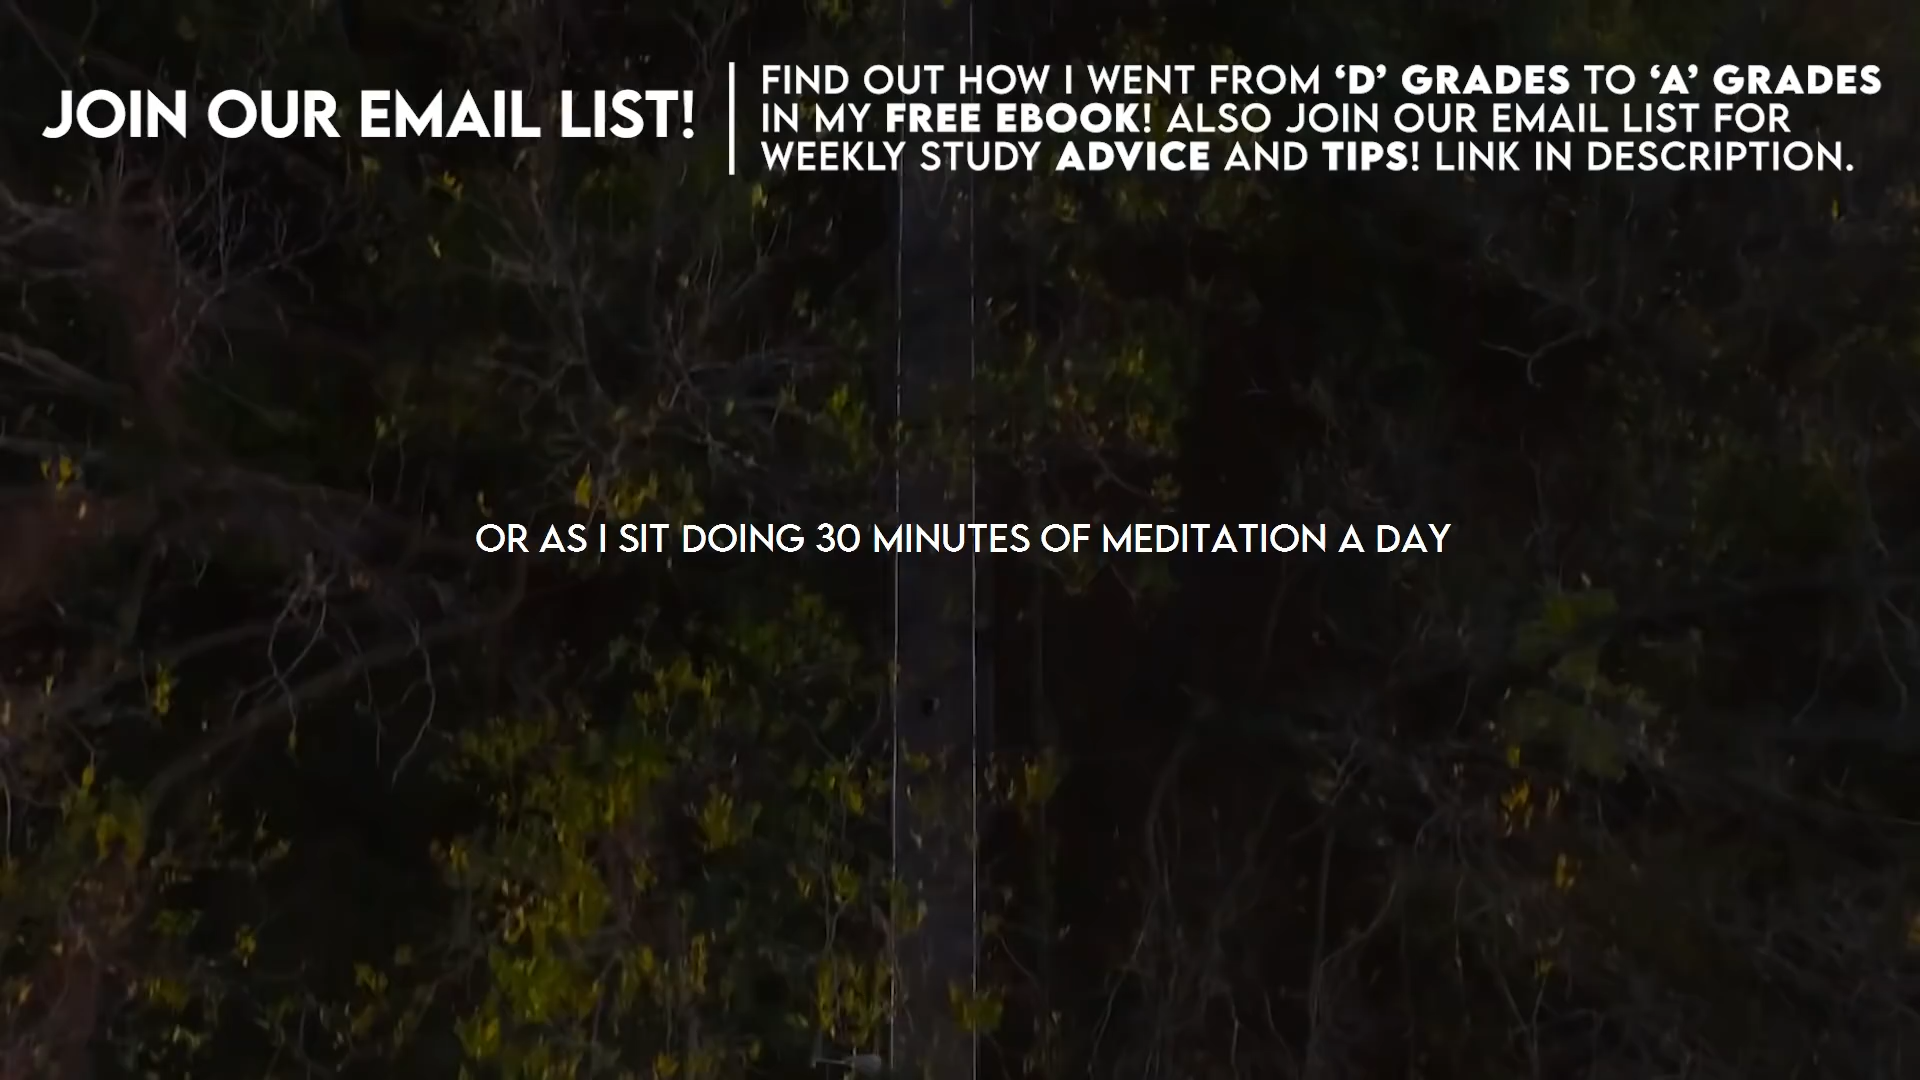 JOIN OUR EMAIL LIST!
FIND OUT HOW I WENT FROM ‘D’ GRADES TO ‘A’ GRADES
IN MY FREE EBOOK! ALSO JOIN OUR EMAIL LIST FOR
WEEKLY STUDY ADVICE AND TIPS! LINK IN DESCRIPTION.
OR AS I SIT DOING 30 MINUTES OF MEDITATION A DAY